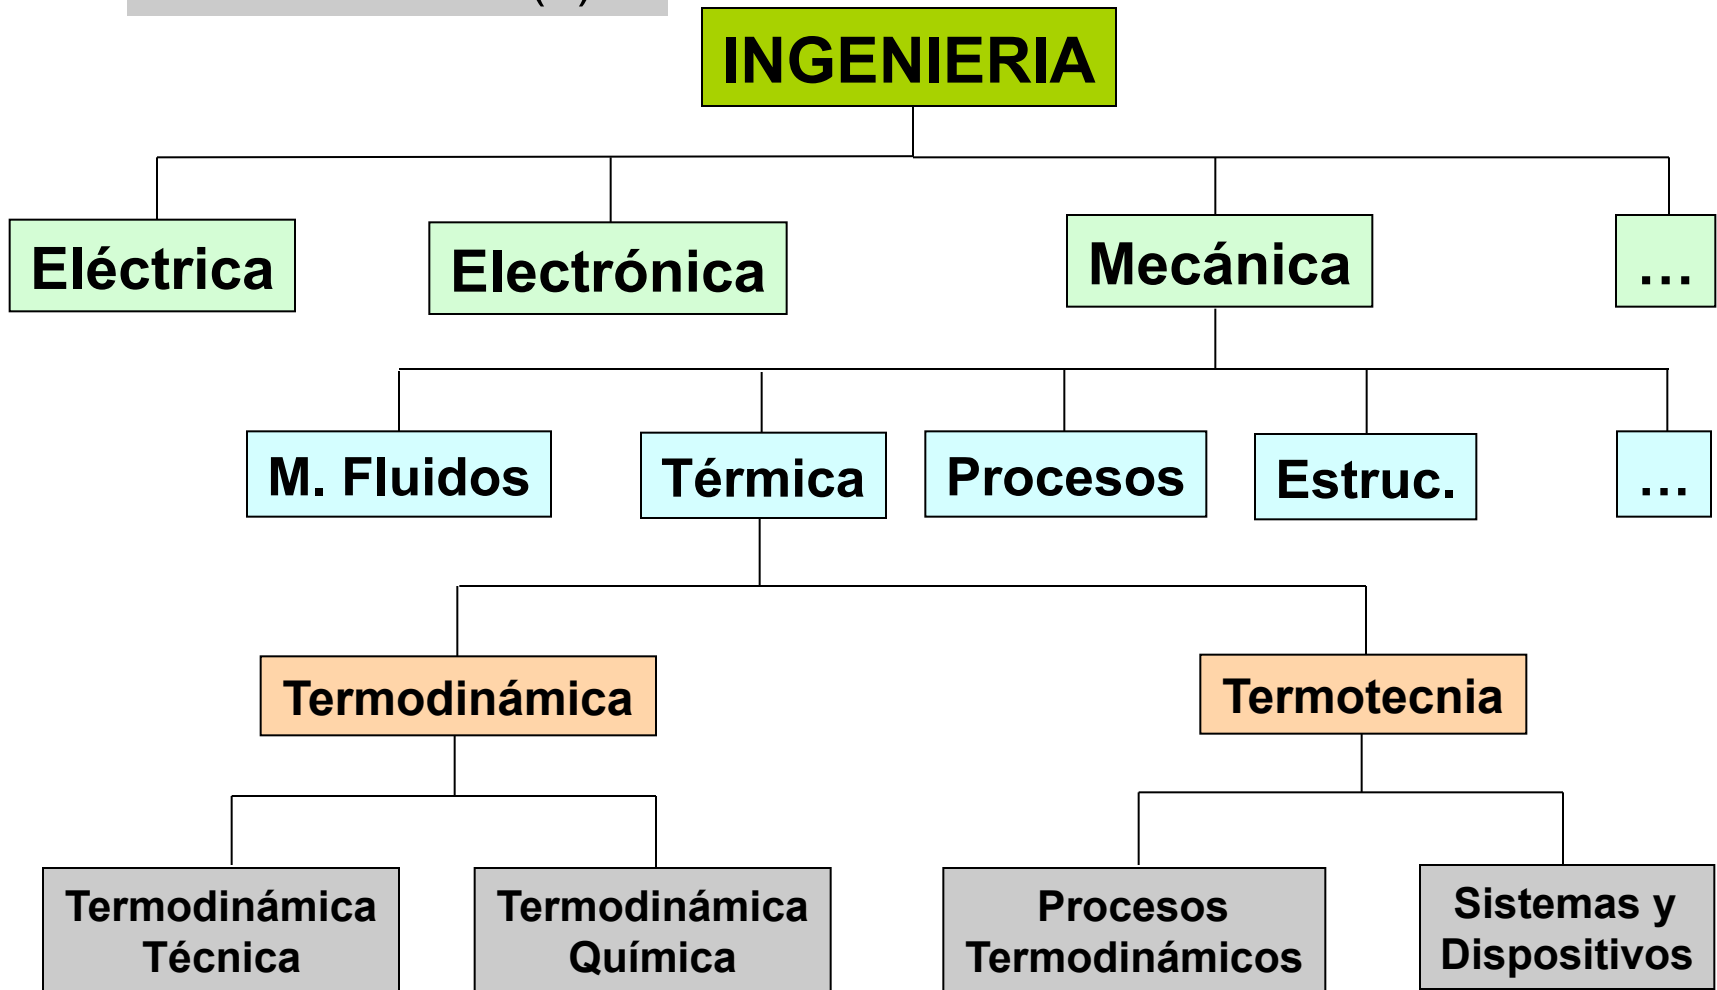 INGENIERIA
Eléctrica
Electrónica
Mecánica
…
M. Fluidos
Térmica
Procesos
Estruc.
…
Termodinámica
Termotecnia
Termodinámica
Técnica
Termodinámica
Química
Procesos
Termodinámicos
Sistemas y
Dispositivos